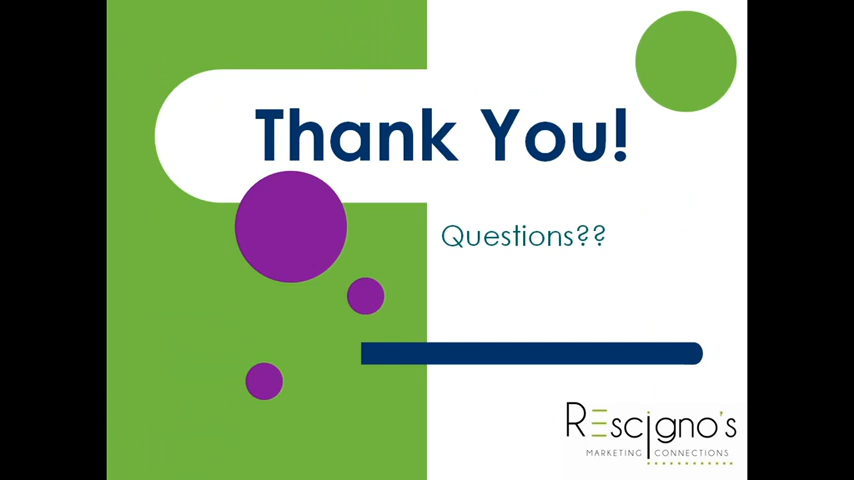 Thank You!
Questions??
REscigno's
MARKETING CONNECTIONS